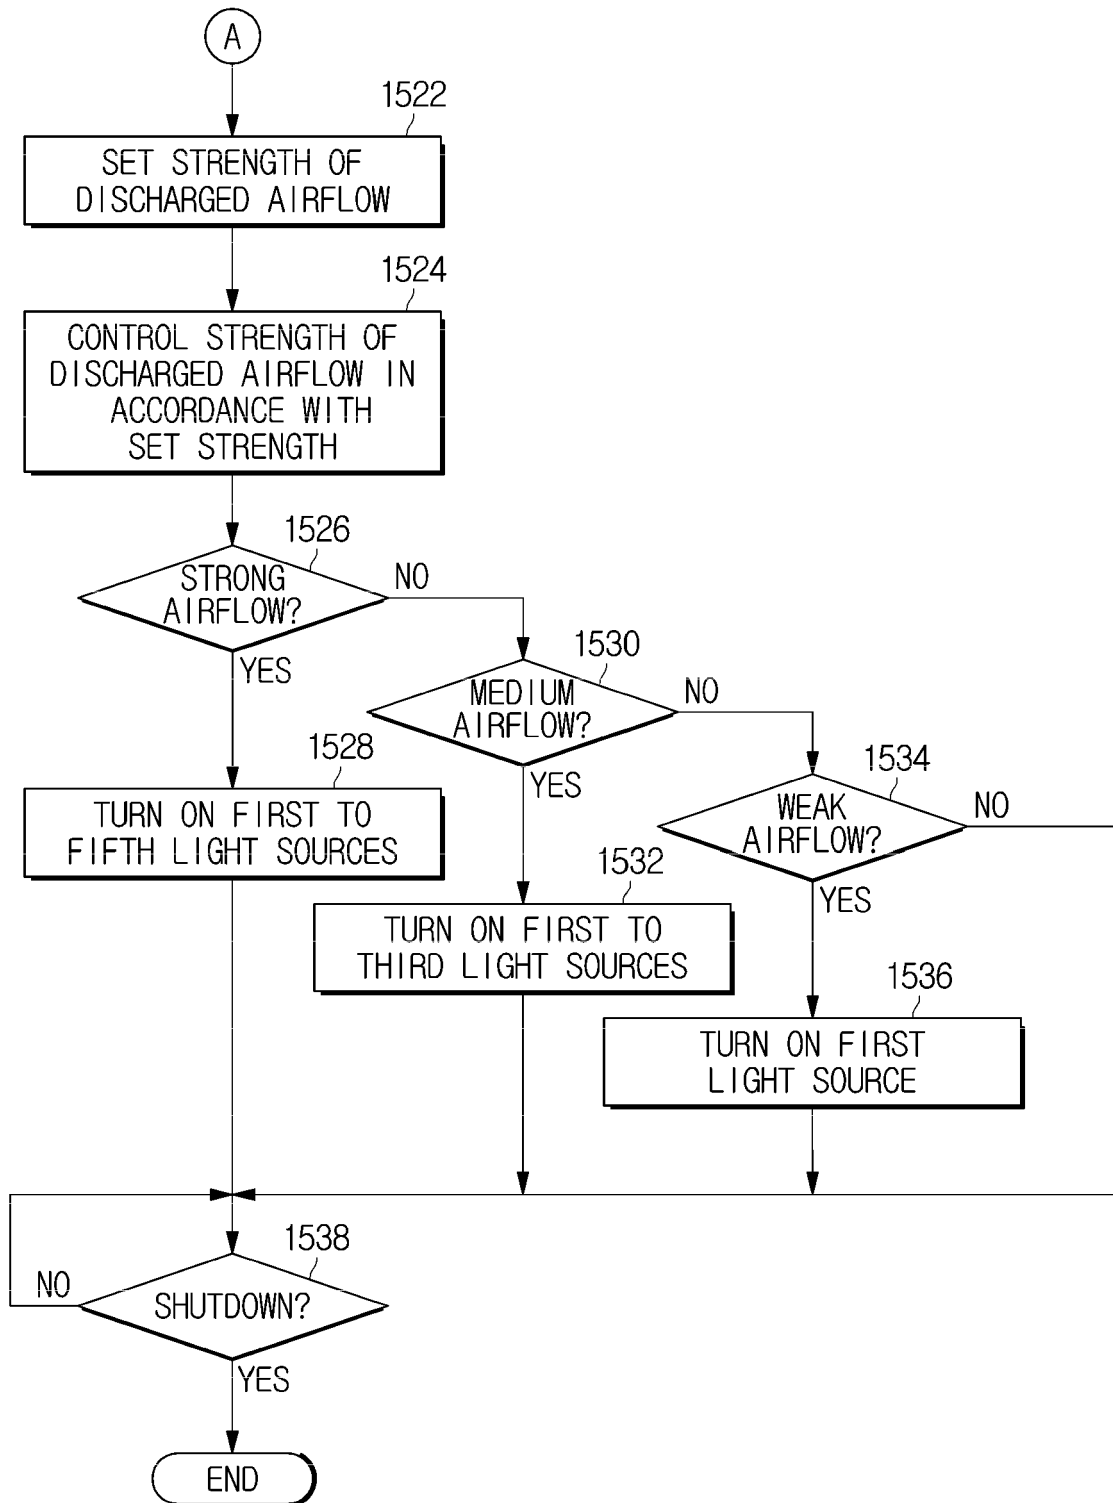 A
1522
SET STRENGTH OF
DISCHARGED AIRFLOW
1524
CONTROL STRENGTH OF
DISCHARGED AIRFLOW IN
ACCORDANCE WITH
SET STRENGTH
1526
STRONG
AIRFLOW?
NO
YES
1530
MEDIUM
AIRFLOW?
NO
YES
1528
TURN ON FIRST TO
FIFTH LIGHT SOURCES
1534
WEAK
AIRFLOW?
NO
YES
1532
TURN ON FIRST TO
THIRD LIGHT SOURCES
1536
TURN ON FIRST
LIGHT SOURCE
1538
SHUTDOWN?
NO
YES
END